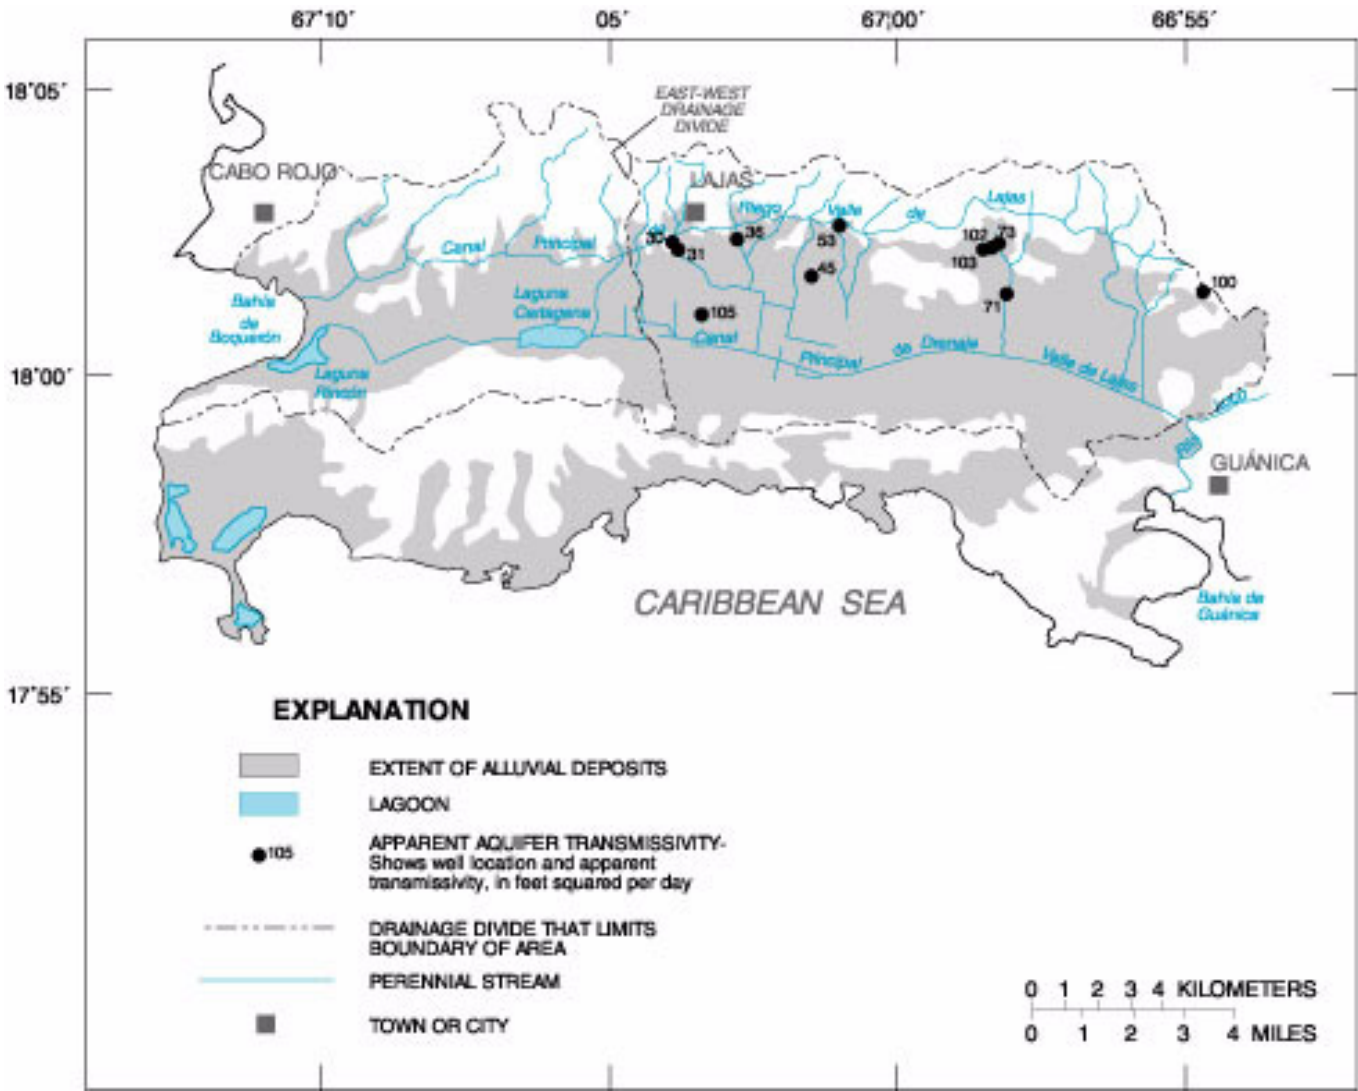 67°10´
05´
67°00´
66°55´
18°05´
EAST-WEST
DRAINAGE
DIVIDE
CABO ROJO
LAJAS
Canal
Principal
de
Riego
Valle
de
Lajas
31
36
53
45
102
73
103
71
100
105
Bahía
de
Boquerón
Laguna
Cartagena
Laguna
Rincón
Canal
Principal
de Drenaje
Valle de Lajas
18°00´
Río
Loco
GUÁNICA
CARIBBEAN SEA
Bahía de
Guánica
17°55´
EXPLANATION
EXTENT OF ALLUVIAL DEPOSITS
LAGOON
105
APPARENT AQUIFER TRANSMISSIVITY-
Shows well location and apparent
transmissivity, in feet squared per day
DRAINAGE DIVIDE THAT LIMITS
BOUNDARY OF AREA
PERENNIAL STREAM
TOWN OR CITY
0 1 2 3 4 KILOMETERS
0 1 2 3 4 MILES